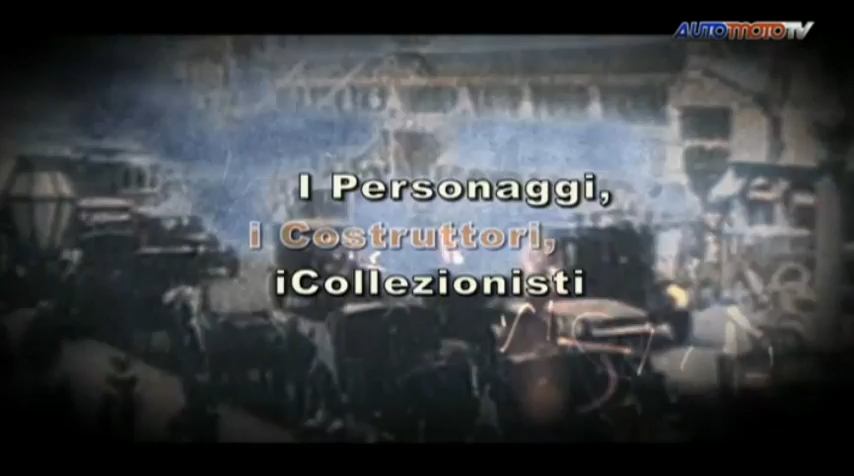 AUTOMOTOTV
I Personaggi,
i Costruttori,
iCollezionisti